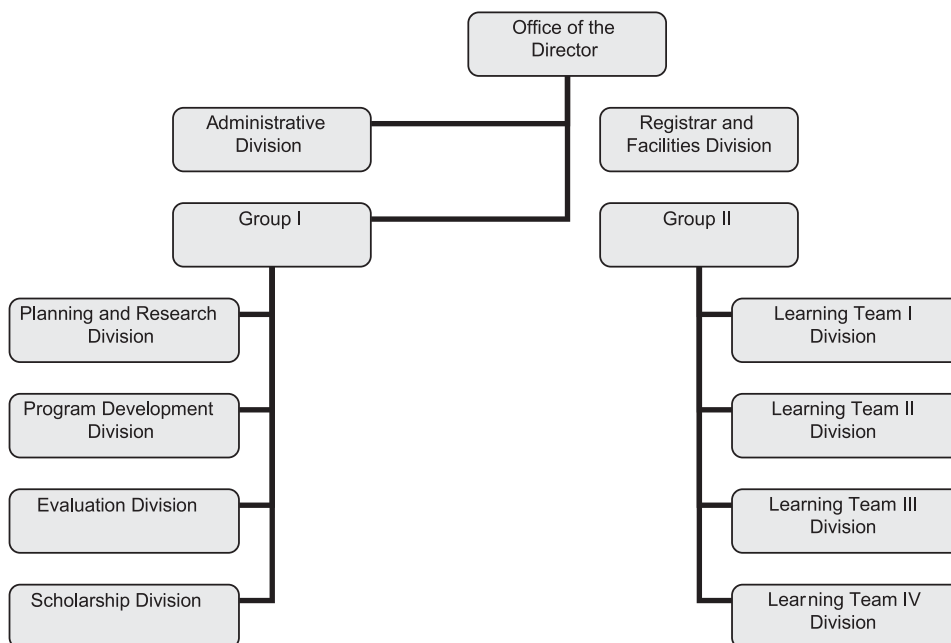 Office of the
Director
Administrative
Division
Registrar and
Facilities Division
Group I
Group II
Planning and Research
Division
Program Development
Division
Evaluation Division
Scholarship Division
Learning Team I
Division
Learning Team II
Division
Learning Team III
Division
Learning Team IV
Division